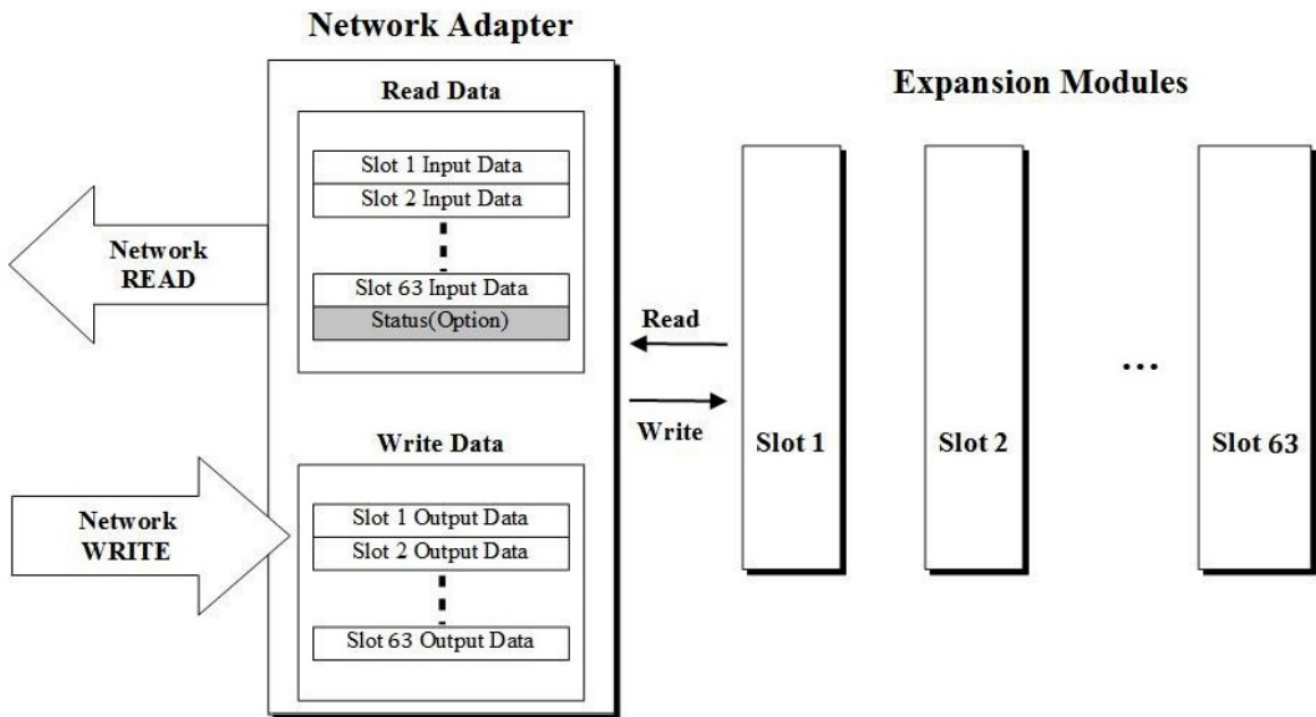 Network Adapter
Expansion Modules
Read Data
Slot 1 Input Data
Slot 2 Input Data
Slot 63 Input Data
Status(Option)
Network
READ
Read
Write
Write Data
Slot 1 Output Data
Slot 2 Output Data
Slot 63 Output Data
Network
WRITE
Slot 1
Slot 2
...
Slot 63